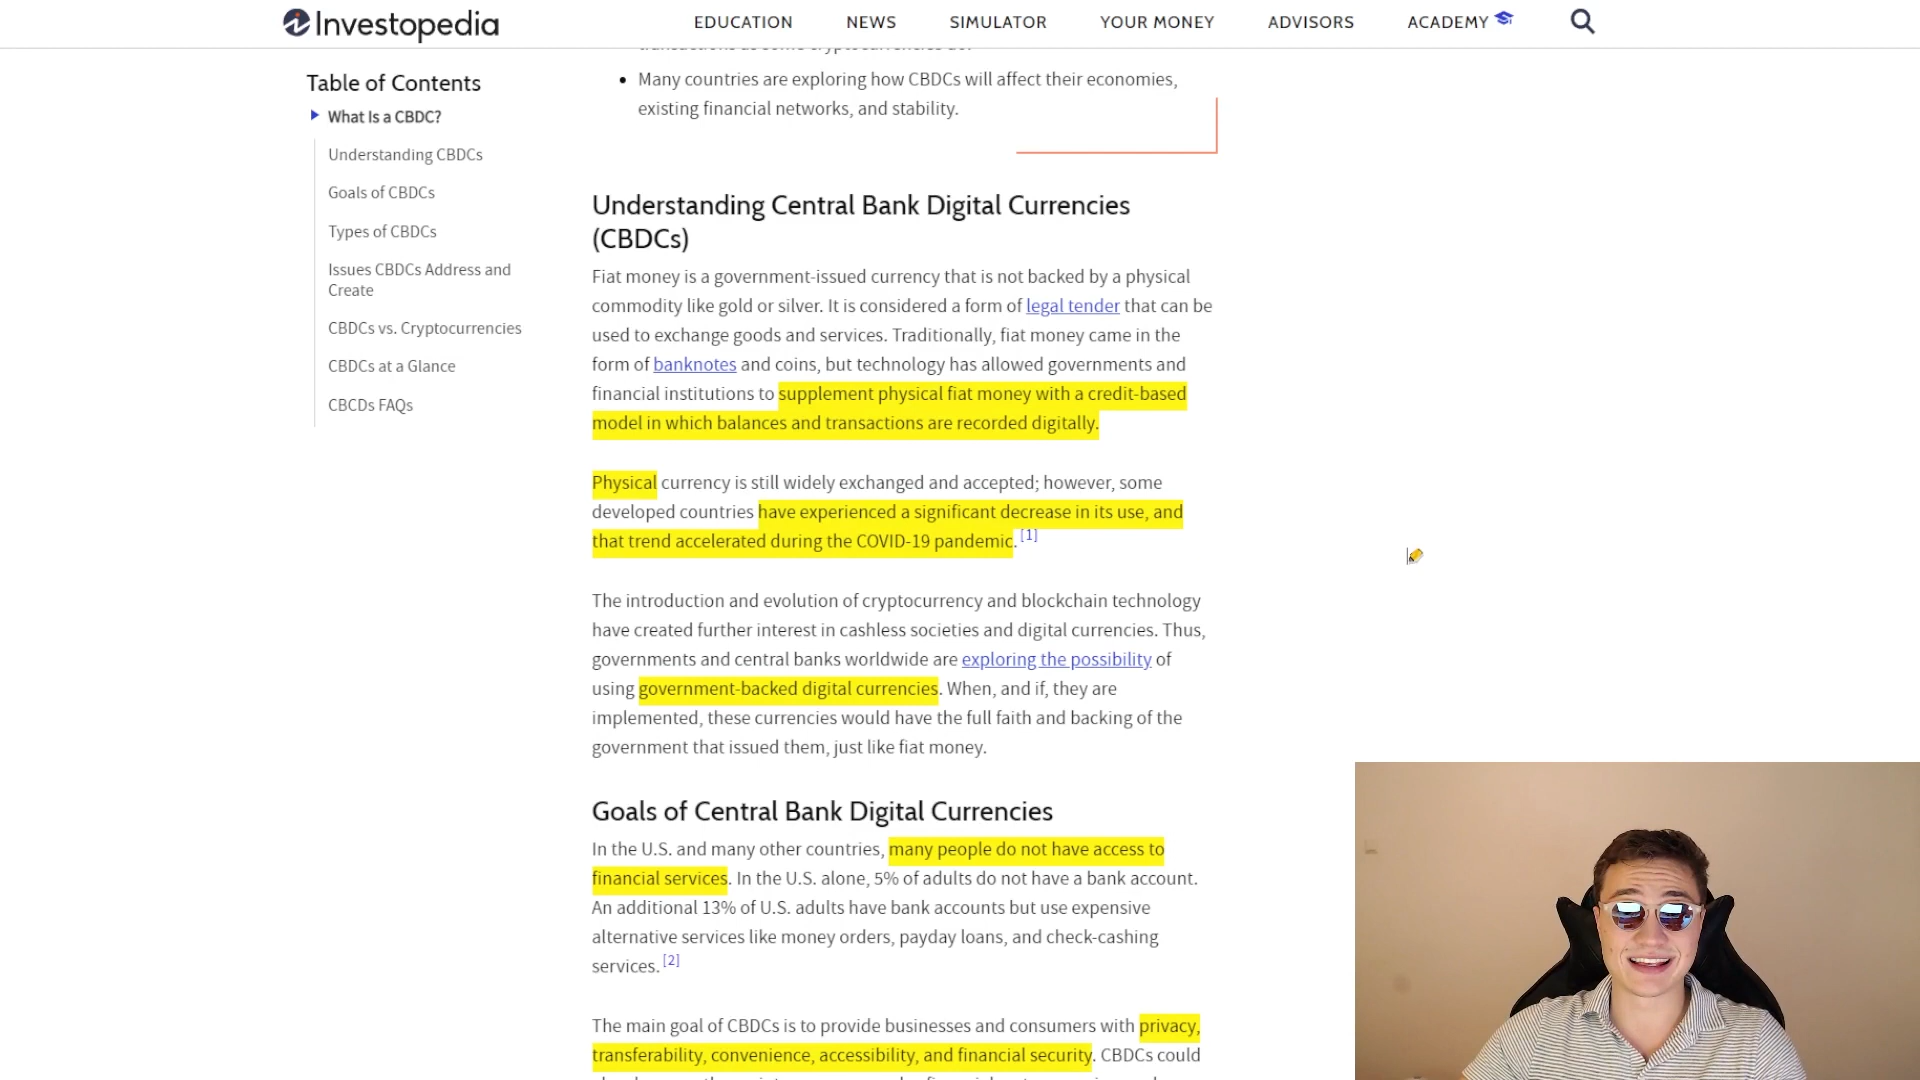 Investopedia
EDUCATION
NEWS
SIMULATOR
YOUR MONEY
ADVISORS
ACADEMY
Table of Contents
What Is a CBDC?
Understanding CBDCs
Goals of CBDCs
Types of CBDCs
Issues CBDCs Address and
Create
CBDCs vs. Cryptocurrencies
CBDCs at a Glance
CBCDs FAQs
transactions as some cryptocurrencies do.
Many countries are exploring how CBDCs will affect their economies,
existing financial networks, and stability.
Understanding Central Bank Digital Currencies
(CBDCs)
Fiat money is a government-issued currency that is not backed by a physical
commodity like gold or silver. It is considered a form of legal tender that can be
used to exchange goods and services. Traditionally, fiat money came in the
form of banknotes and coins, but technology has allowed governments and
financial institutions to supplement physical fiat money with a credit-based
model in which balances and transactions are recorded digitally.
Physical currency is still widely exchanged and accepted; however, some
developed countries have experienced a significant decrease in its use, and
that trend accelerated during the COVID-19 pandemic. [1]
The introduction and evolution of cryptocurrency and blockchain technology
have created further interest in cashless societies and digital currencies. Thus,
governments and central banks worldwide are exploring the possibility of
using government-backed digital currencies. When, and if, they are
implemented, these currencies would have the full faith and backing of the
government that issued them, just like fiat money.
Goals of Central Bank Digital Currencies
In the U.S. and many other countries, many people do not have access to
financial services. In the U.S. alone, 5% of adults do not have a bank account.
An additional 13% of U.S. adults have bank accounts but use expensive
alternative services like money orders, payday loans, and check-cashing
services. [2]
The main goal of CBDCs is to provide businesses and consumers with privacy,
transferability, convenience, accessibility, and financial security. CBDCs could